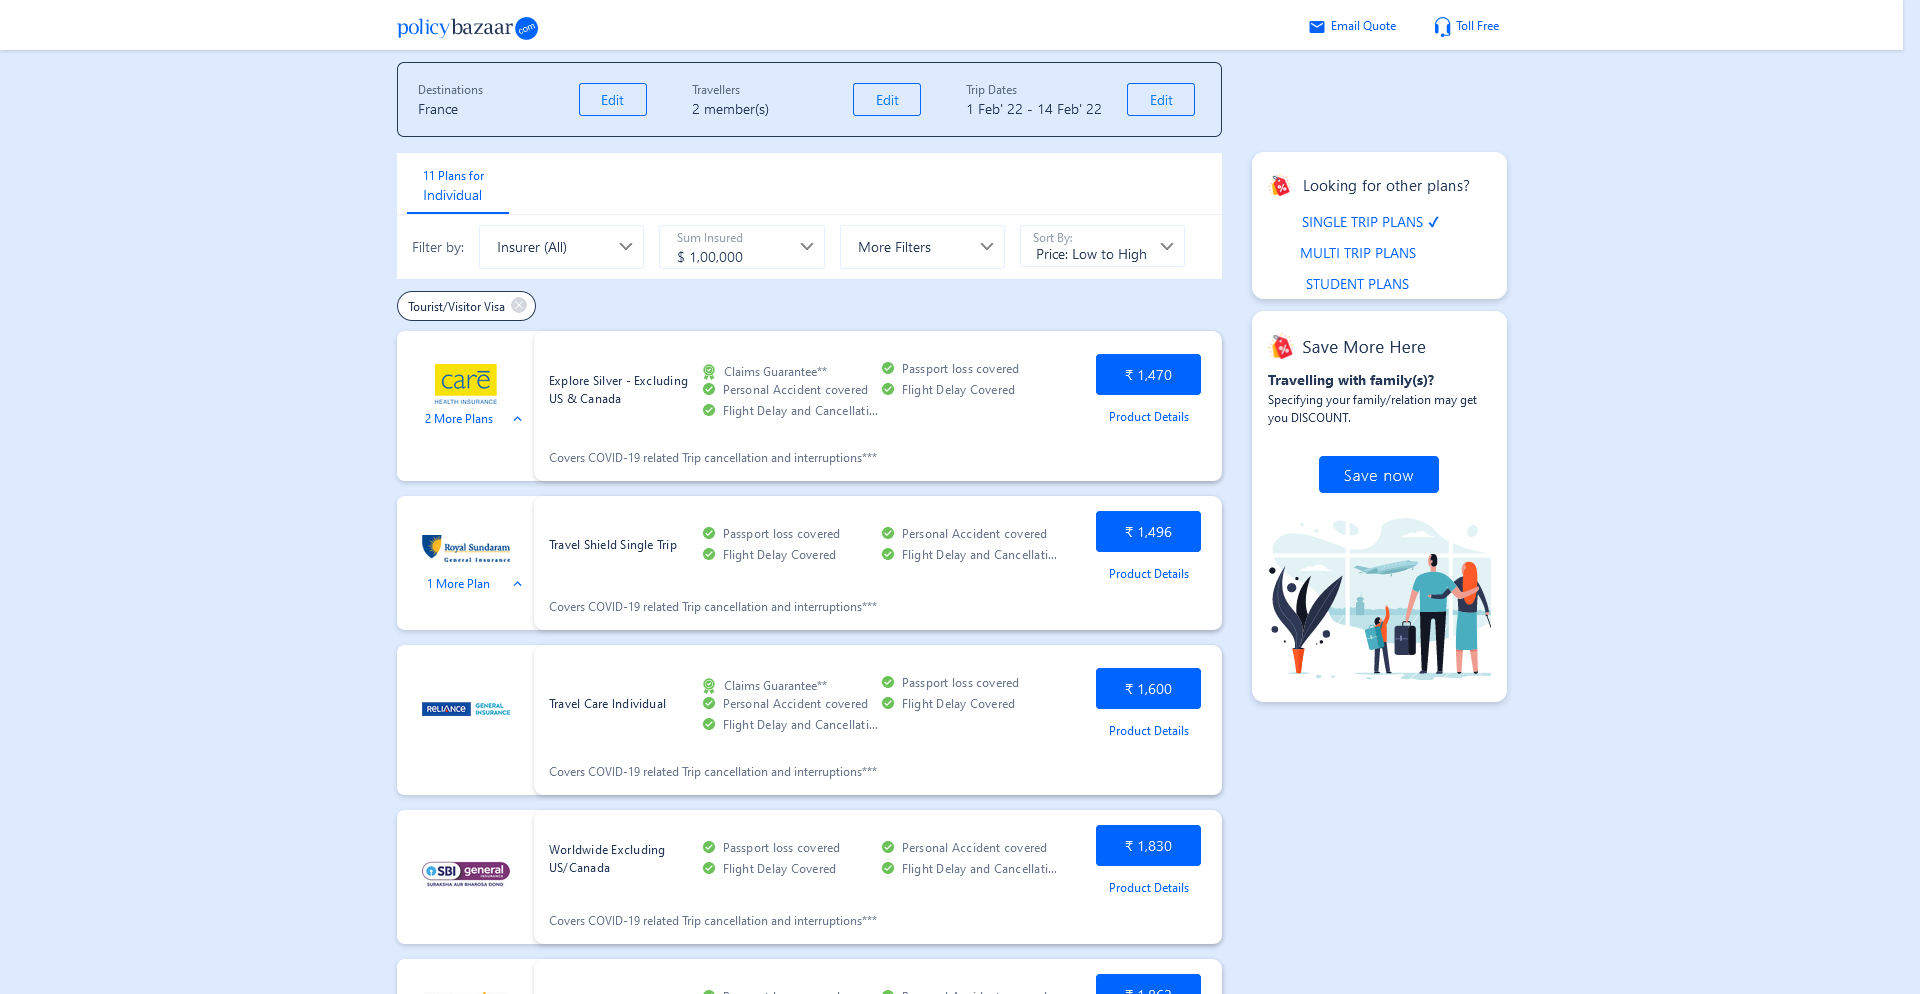 policybazaar com
Email Quote
Toll Free
Destinations
France
Edit
Travellers
2 member(s)
Edit
Trip Dates
1 Feb' 22 - 14 Feb' 22
Edit
11 Plans for
Individual
Filter by:
Insurer (All)
Sum Insured
$ 1,00,000
More Filters
Sort By:
Price: Low to High
Tourist/Visitor Visa
Looking for other plans?
SINGLE TRIP PLANS
MULTI TRIP PLANS
STUDENT PLANS
Save More Here
Travelling with family(s)?
Specifying your family/relation may get
you DISCOUNT.
Save now
care
HEALTH INSURANCE
2 More Plans
Explore Silver - Excluding
US & Canada
Claims Guarantee**
Personal Accident covered
Flight Delay and Cancellati...
Passport loss covered
Flight Delay Covered
₹ 1,470
Product Details
Covers COVID-19 related Trip cancellation and interruptions***
Royal Sundaram
General Insurance
1 More Plan
Travel Shield Single Trip
Passport loss covered
Flight Delay Covered
Personal Accident covered
Flight Delay and Cancellati...
₹ 1,496
Product Details
Covers COVID-19 related Trip cancellation and interruptions***
RELIANCE GENERAL
INSURANCE
Travel Care Individual
Claims Guarantee**
Personal Accident covered
Flight Delay and Cancellati...
Passport loss covered
Flight Delay Covered
₹ 1,600
Product Details
Covers COVID-19 related Trip cancellation and interruptions***
SBI general
INSURANCE
SURAKSHA AUR BHAROSA DONO
Worldwide Excluding
US/Canada
Passport loss covered
Flight Delay Covered
Personal Accident covered
Flight Delay and Cancellati...
₹ 1,830
Product Details
Covers COVID-19 related Trip cancellation and interruptions***